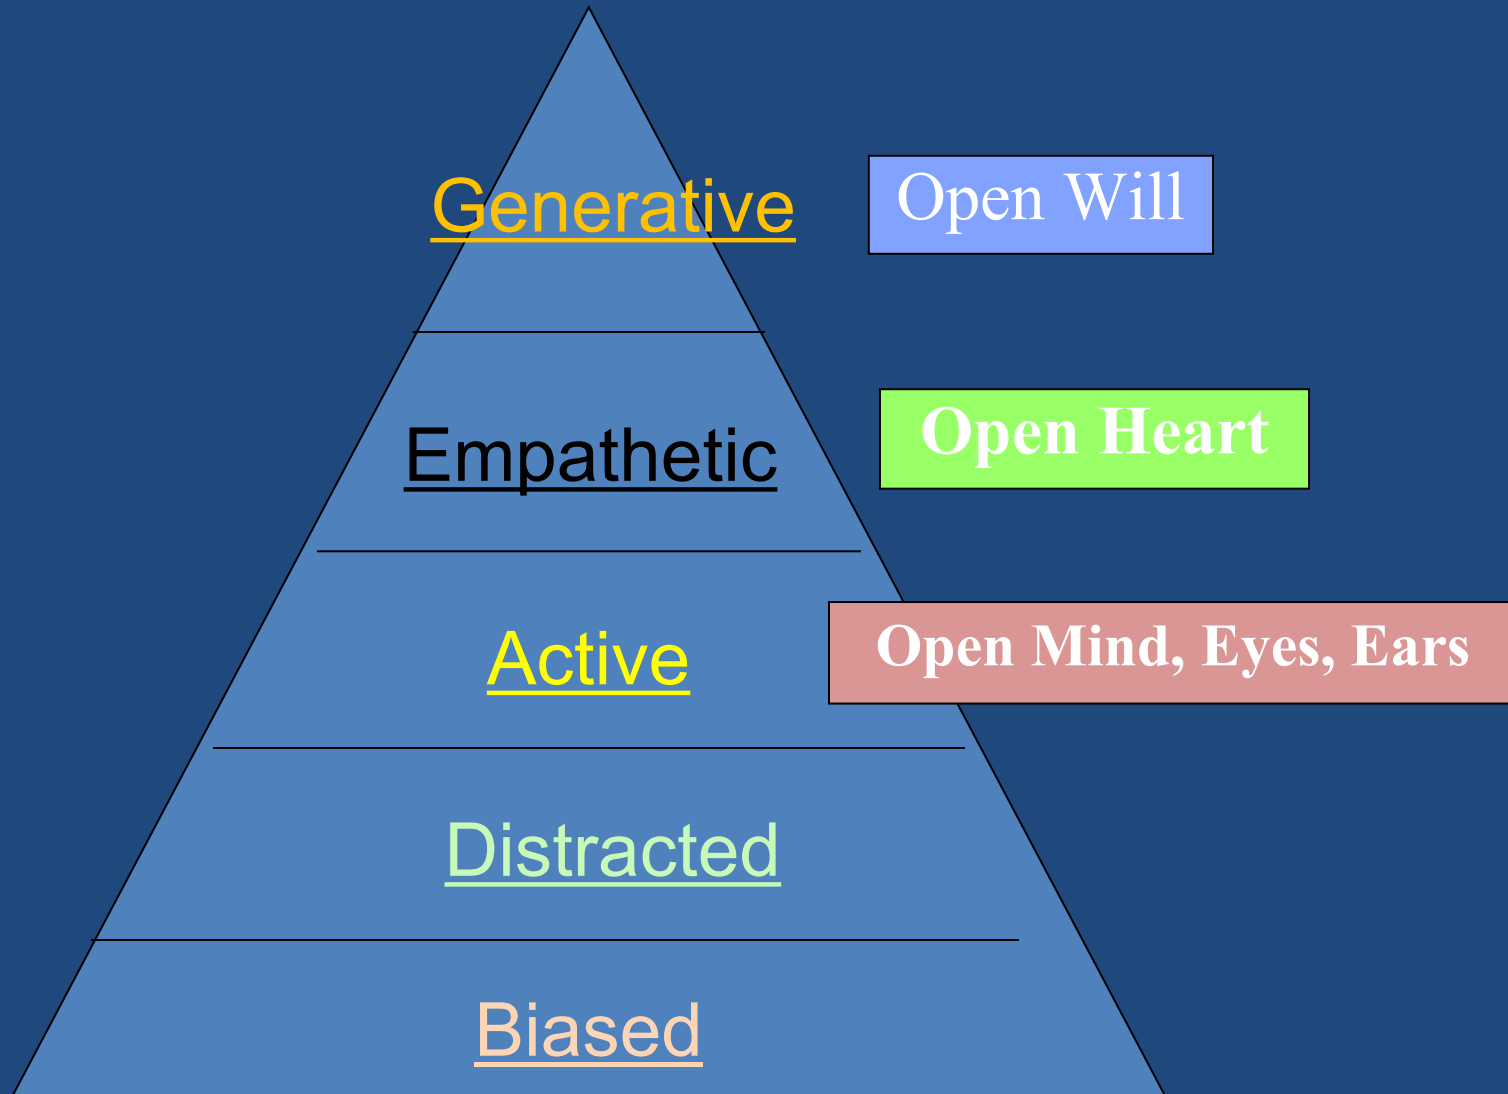 Generative
Open Will
Empathetic
Open Heart
Active
Open Mind, Eyes, Ears
Distracted
Biased